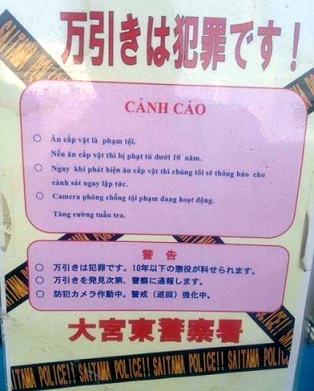 万引きは犯罪です！
CẢNH CÁO
○ Ăn cắp vật là phạm tội.
Nếu ăn cắp vật thì bị phạt tù dưới 10 năm.
○ Ngay khi phát hiện ăn cắp vật thì chúng tôi sẽ thông báo cho
cảnh sát ngay lập tức.
○ Camera phòng chống tội phạm đang hoạt động.
Tăng cường tuần tra.
警 告
○ 万引きは犯罪です。10年以下の懲役が科せられます。
○ 万引きを発見次第、警察に通報します。
○ 防犯カメラ作動中。警戒（巡回）強化中。
大宮東警察署
SAITAMA POLICE!! SAITAMA POLICE!! SAITAMA POLICE!!